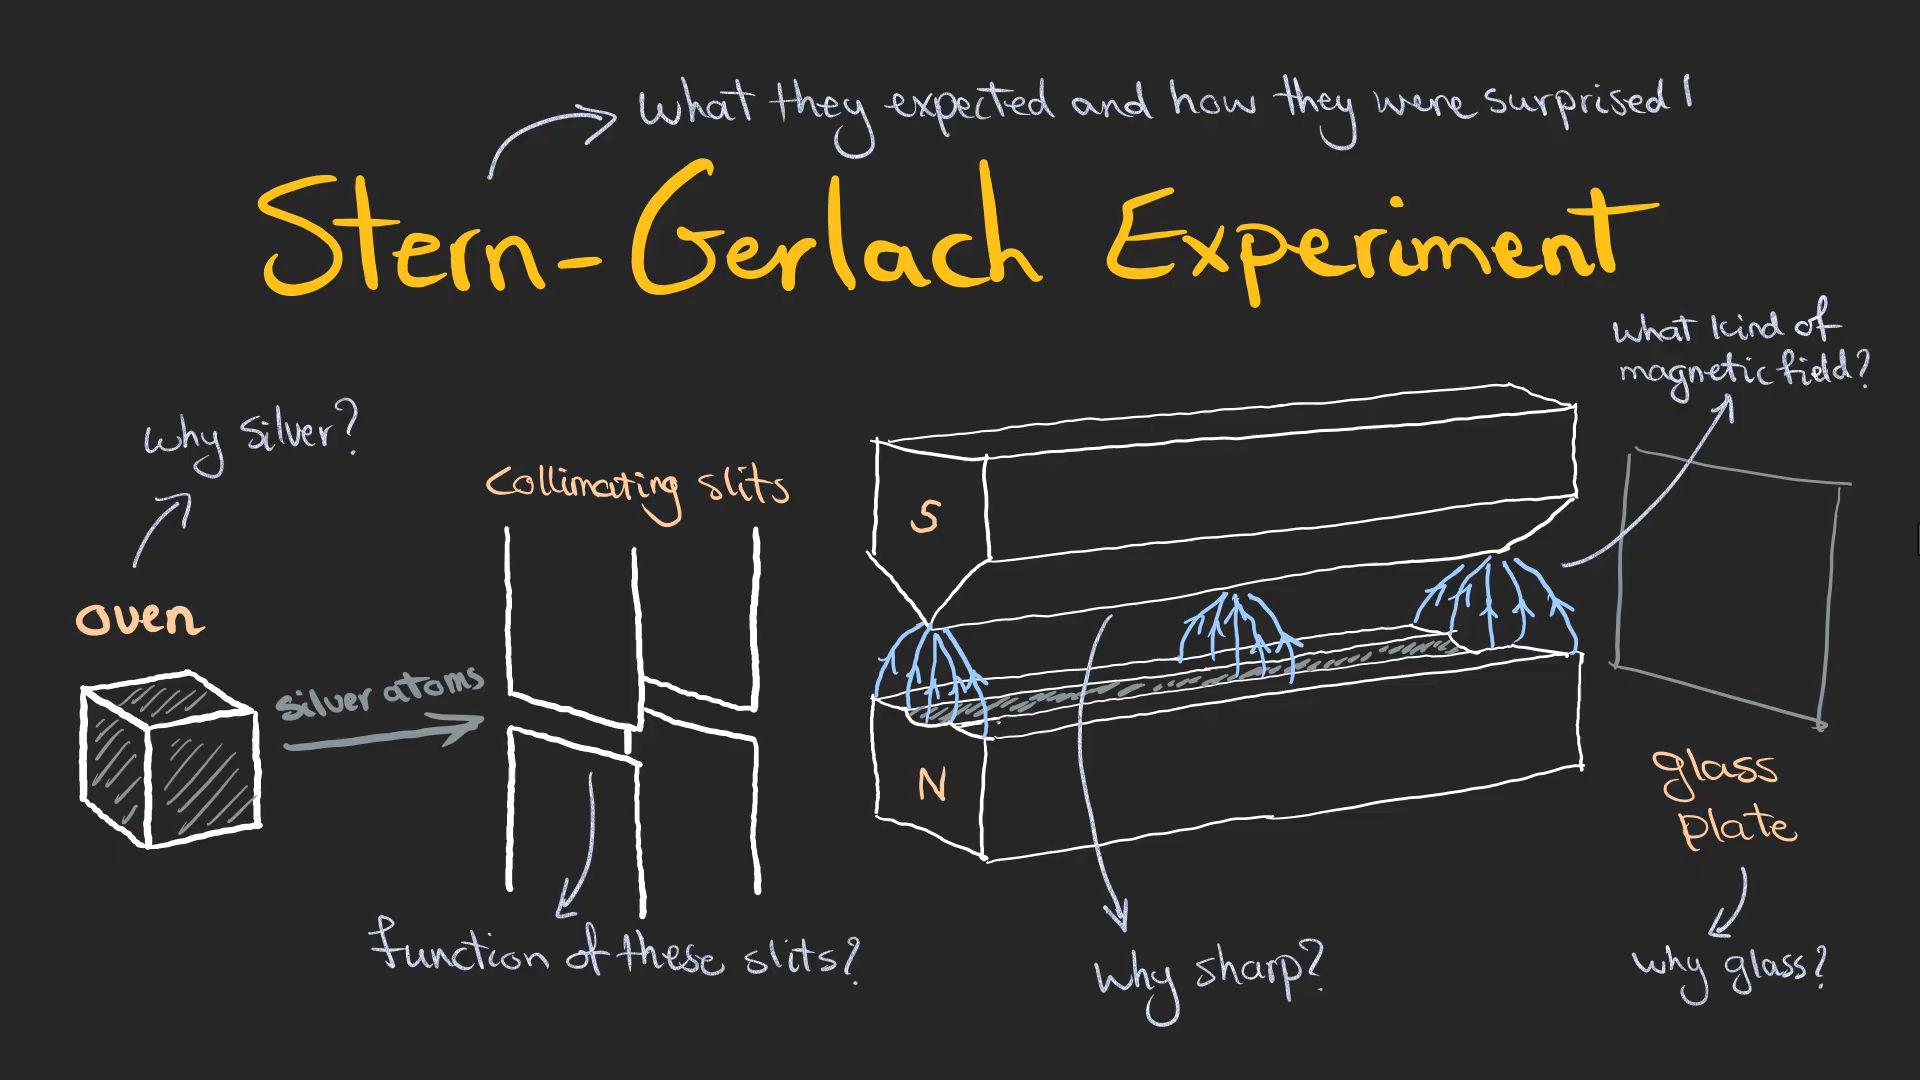 What they expected and how they were surprised!
Stern-Gerlach Experiment
what kind of
magnetic field?
why silver?
Collimating slits
S
oven
silver atoms
N
glass
plate
function of these slits?
why sharp?
why glass?